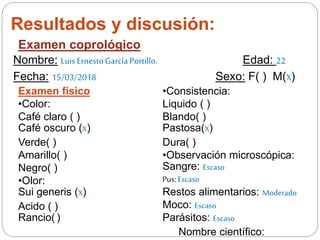 Resultados y discusión:
Examen coprológico
Nombre: Luis Ernesto García Portillo. Edad: 22
Fecha: 15/03/2018 Sexo: F( ) M(X)
Examen físico
•Color:
Café claro ( )
Café oscuro (X)
Verde( )
Amarillo( )
Negro( )
•Olor:
Sui generis (X)
Acido ( )
Rancio( )
•Consistencia:
Liquido ( )
Blando( )
Pastosa(X)
Dura( )
•Observación microscópica:
Sangre: Escaso
Pus: Escaso
Restos alimentarios: Moderado
Moco: Escaso
Parásitos: Escaso
Nombre científico: